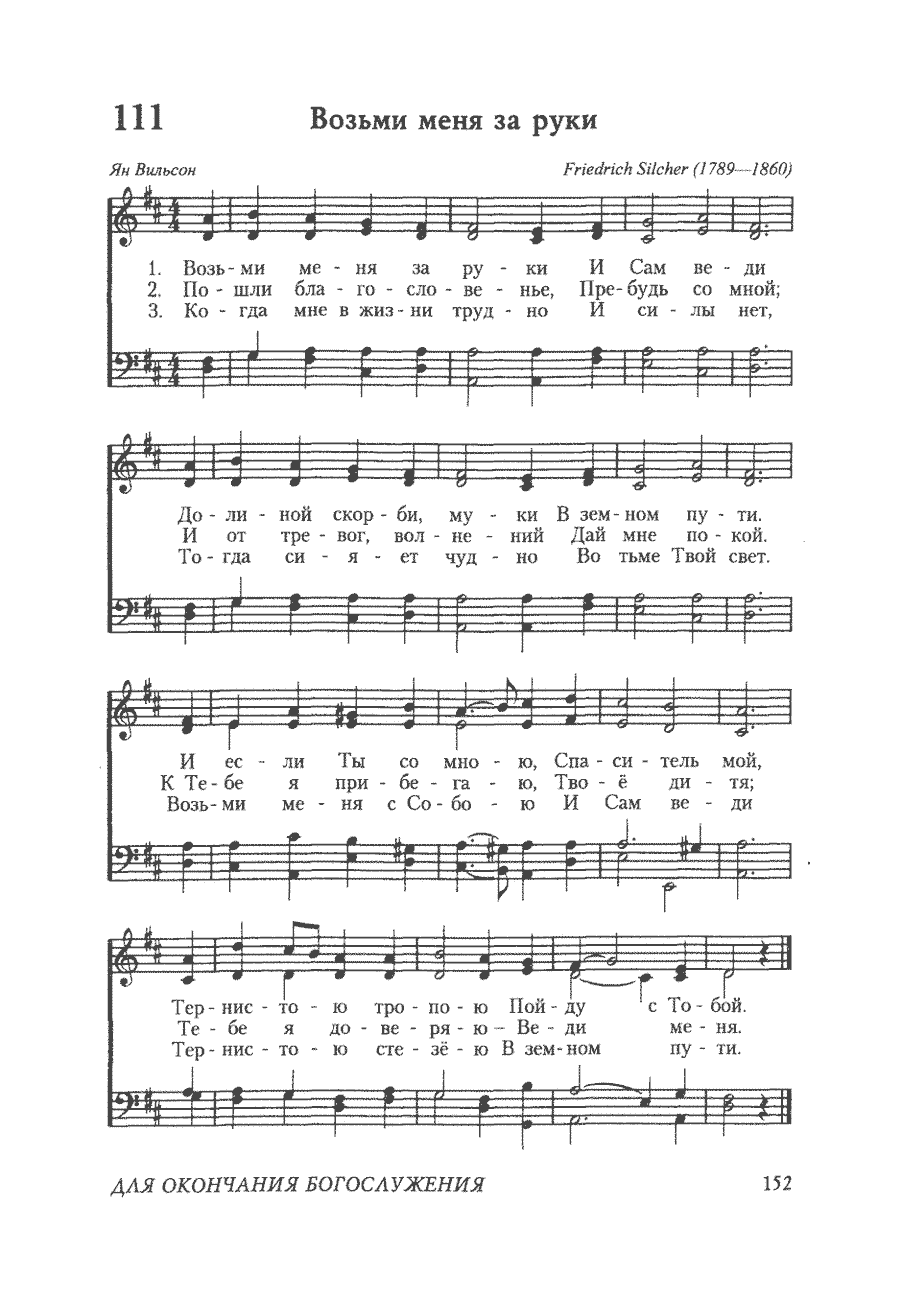 111 Возьми меня за руки
Ян Вильсон Friedrich Silcher (1789—1860)
1. Возь-ми ме - ня за ру - ки И Сам ве - ди
2. По - шли бла - го - сло - ве - нье, Пре-будь со мной;
3. Ко - гда мне в жиз-ни труд - но И си - лы нет,
До - ли - ной скор - би, му - ки В зем-ном пу - ти.
И от тре - вог, вол - не - ний Дай мне по - кой.
То - гда си - я - ет чуд - но Во тьме Твой свет.
И ес - ли Ты со мно - ю, Спа - си - тель мой,
К Те-бе я при - бе - га - ю, Тво - ё ди - тя;
Возь-ми ме - ня с Со-бо - ю И Сам ве - ди
Тер-нис - то - ю тро - по - ю Пой-ду с То-бой.
Те - бе я до - ве - ря - ю – Ве - ди ме - ня.
Тер-нис - то - ю сте - зё - ю В зем-ном пу - ти.
ДЛЯ ОКОНЧАНИЯ БОГОСЛУЖЕНИЯ 152